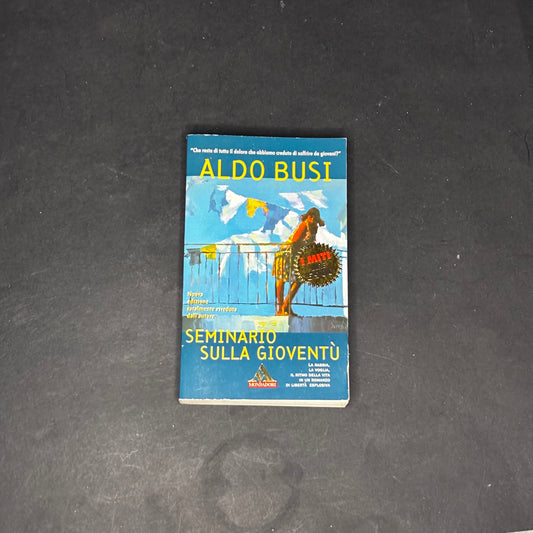 "Che resta di tutto il dolore che abbiamo creduto di soffrire da giovani?"
ALDO BUSI
I MITI
Nuova
edizione
totalmente riveduta
dall'autore
SEMINARIO
SULLA GIOVENTÙ
LA RABBIA,
LA VOGLIA,
IL RITMO DELLA VITA
IN UN ROMANZO
DI LIBERTÀ ESPLOSIVA
MONDADORI